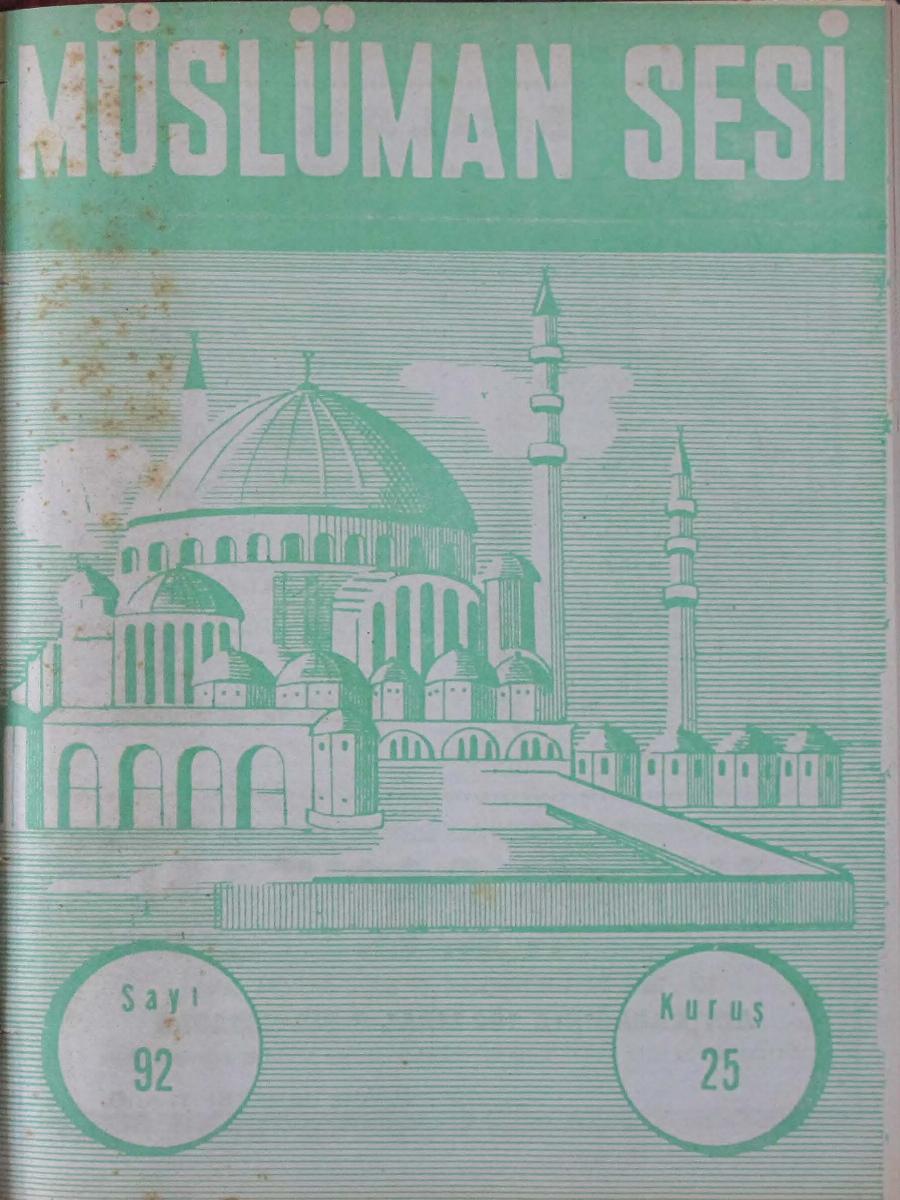 MÜSLÜMAN SESİ
Sayı
92
Kuruş
25